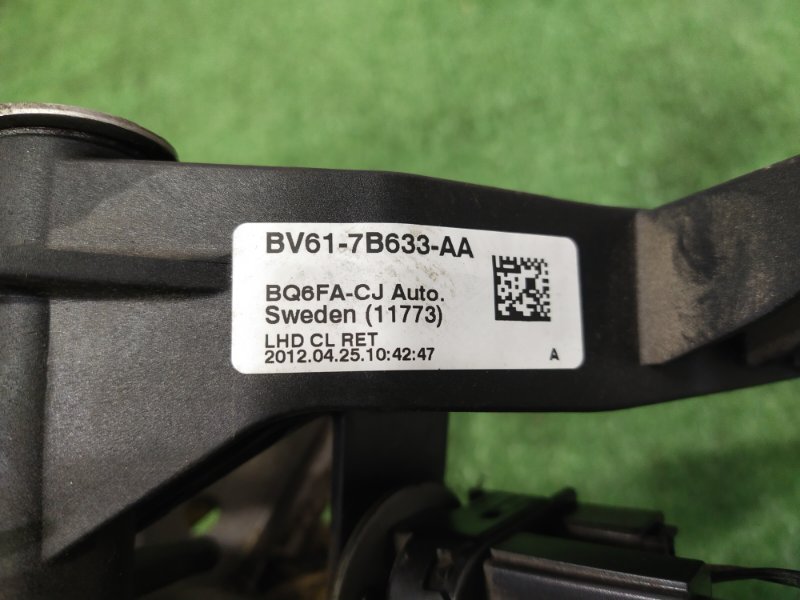 BV61-7B633-AA
BQ6FA-CJ Auto.
Sweden (11773)
LHD CL RET
2012.04.25.10:42:47
A